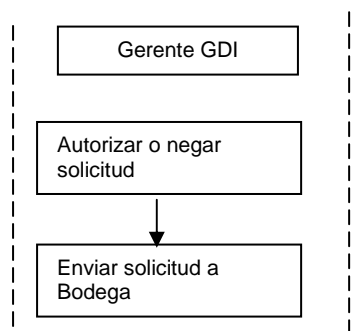 Gerente GDI
Autorizar o negar
solicitud
Enviar solicitud a
Bodega